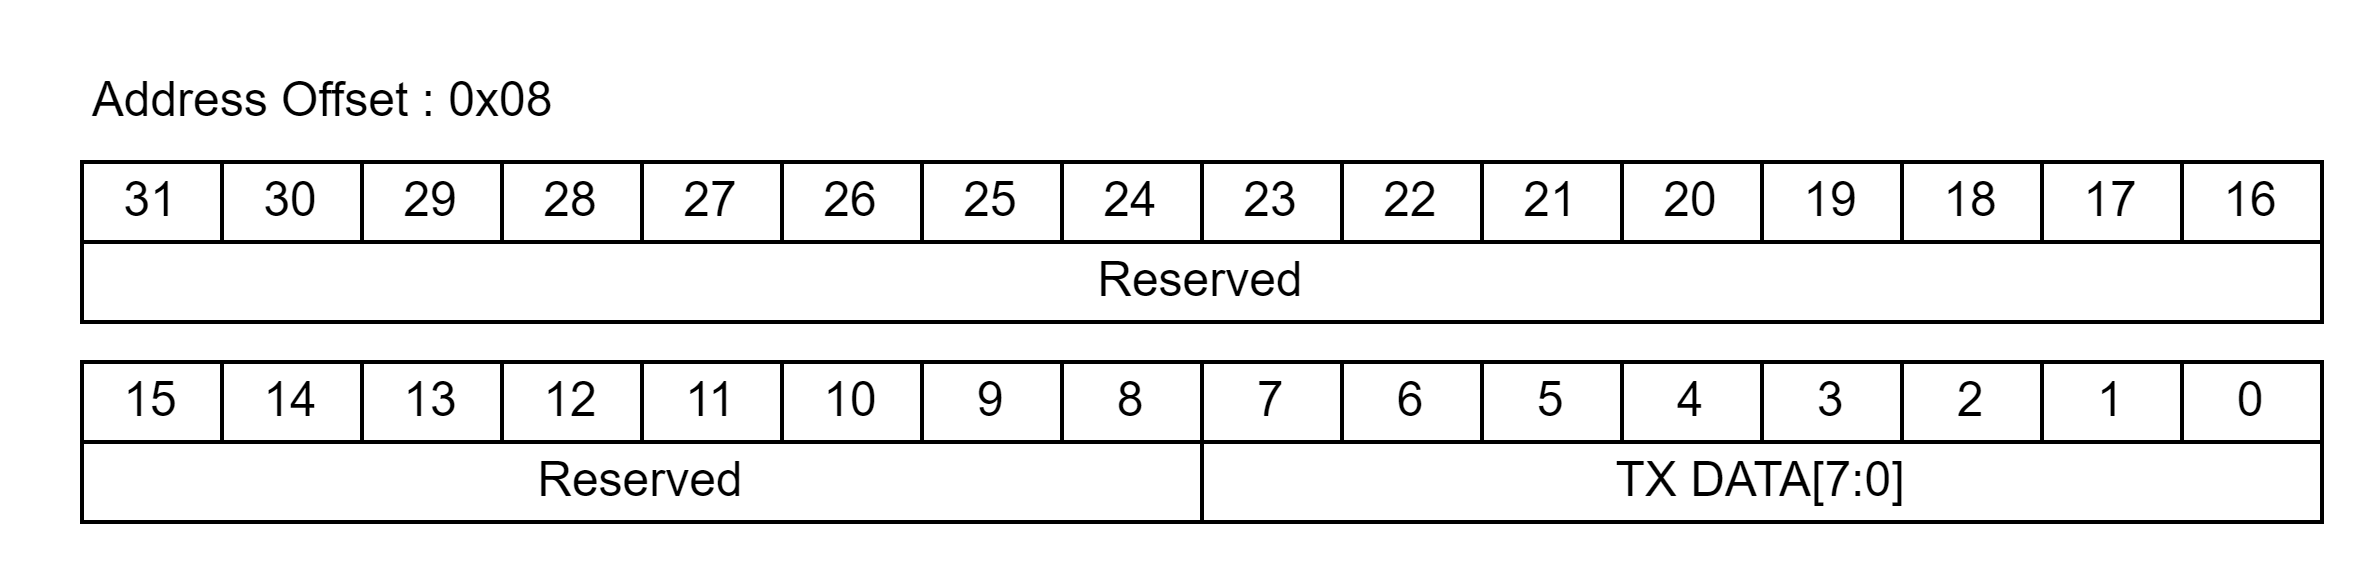 Address Offset : 0x08
31 30 29 28 27 26 25 24 23 22 21 20 19 18 17 16
Reserved
15 14 13 12 11 10 9 8 7 6 5 4 3 2 1 0
Reserved TX DATA[7:0]